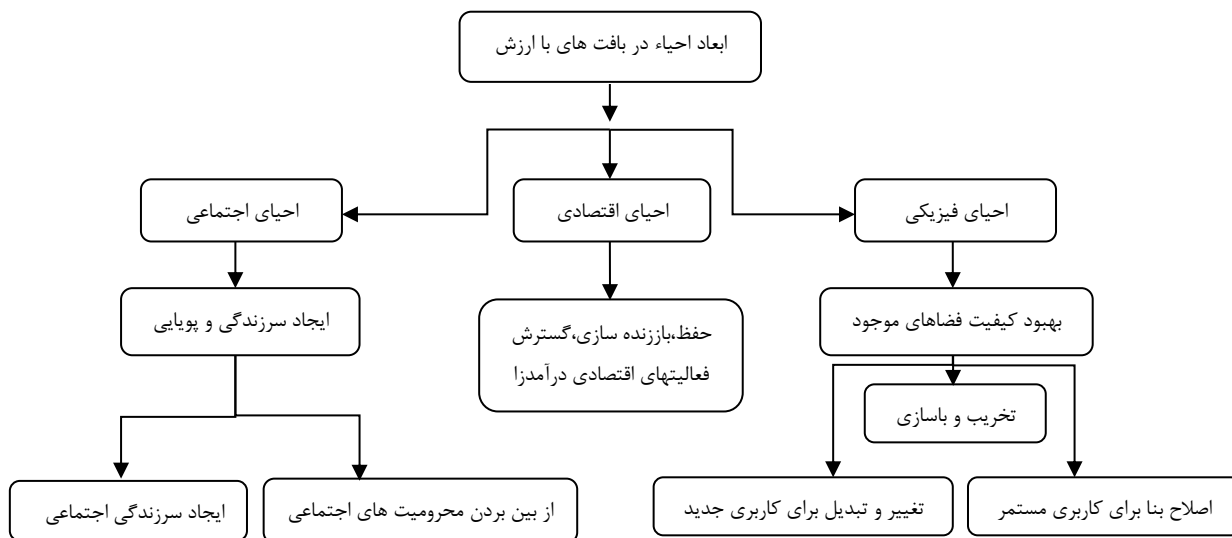 ابعاد احیاء در بافت های با ارزش
احیای فیزیکی
احیای اقتصادی
احیای اجتماعی
بهبود کیفیت فضاهای موجود
حفظ،باززنده سازی،گسترش
فعالیتهای اقتصادی درآمدزا
ایجاد سرزندگی و پویایی
تخریب و باسازی
اصلاح بنا برای کاربری مستمر
تغییر و تبدیل برای کاربری جدید
از بین بردن محرومیت های اجتماعی
ایجاد سرزندگی اجتماعی